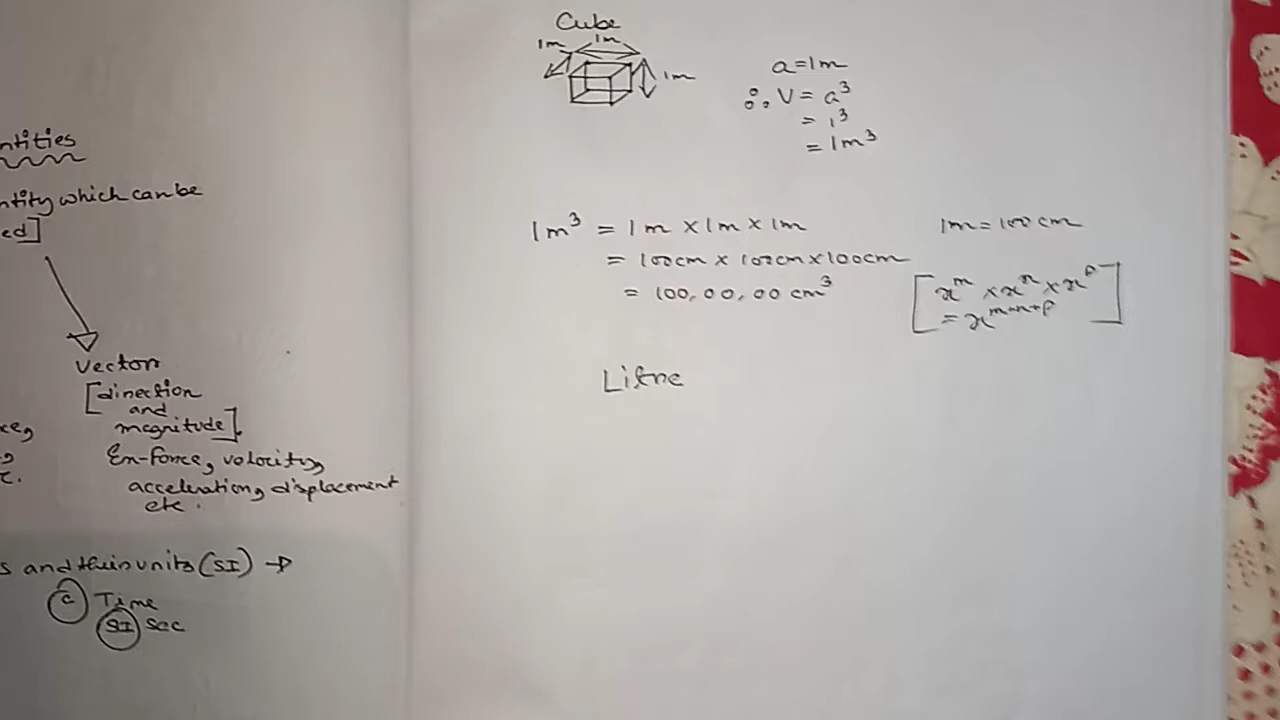 ntities
ntity which can be
ed]
Vector
[direction
and
magnitude].
Ex-force, velocity,
acceleration, displacement
etc.
ce,
s and their units (SI) →
C Time
SI sec
Cube
1m 1m
1m
a=1m
∴ V = a³
= 1³
= 1m³
1m³ = 1m × 1m × 1m
= 100cm × 100cm × 100cm
= 100,00,00 cm³
1m = 100cm
[x^m × x^n × x^p
= x^m+n+p]
Litre